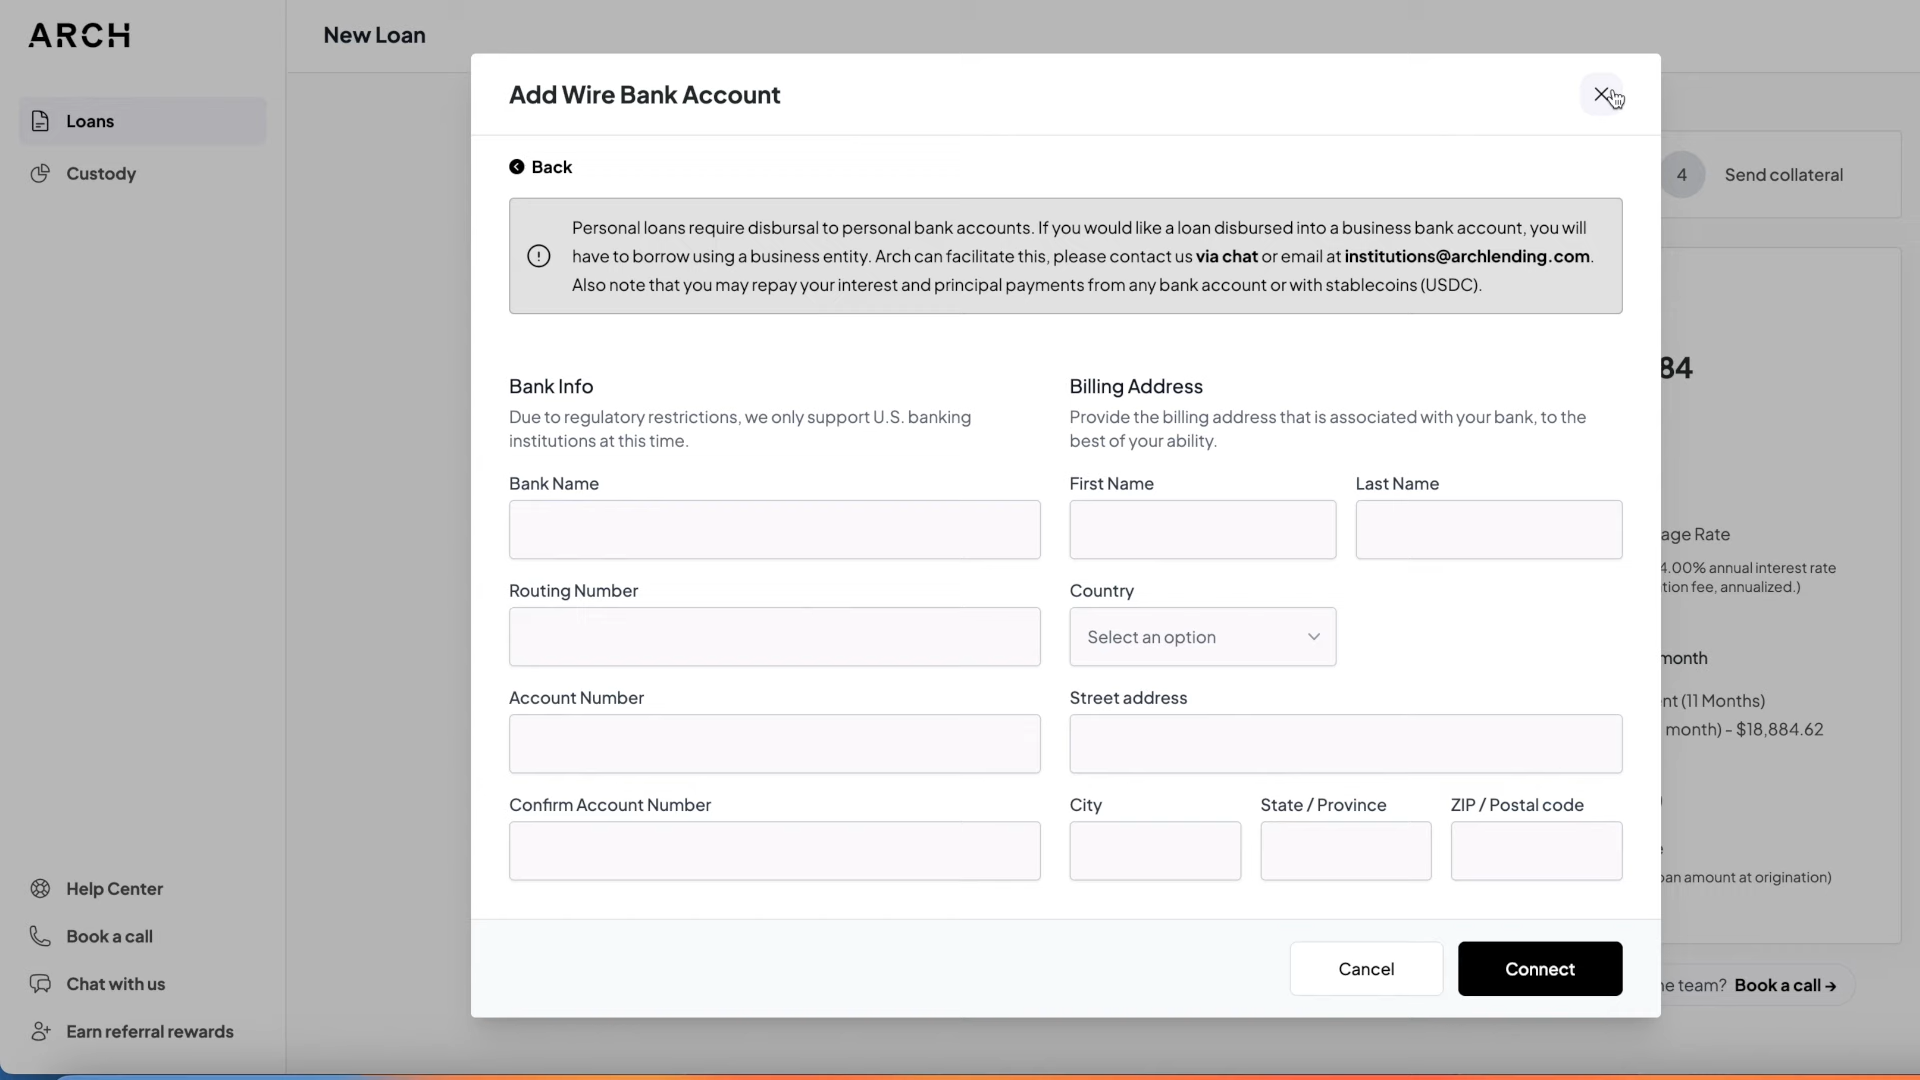 ARCH
New Loan
Loans
Custody
Help Center
Book a call
Chat with us
Earn referral rewards
Add Wire Bank Account
Back
Personal loans require disbursal to personal bank accounts. If you would like a loan disbursed into a business bank account, you will
have to borrow using a business entity. Arch can facilitate this, please contact us via chat or email at institutions@archlending.com.
Also note that you may repay your interest and principal payments from any bank account or with stablecoins (USDC).
Bank Info
Due to regulatory restrictions, we only support U.S. banking
institutions at this time.
Bank Name
Routing Number
Account Number
Confirm Account Number
Billing Address
Provide the billing address that is associated with your bank, to the
best of your ability.
First Name
Last Name
Country
Select an option
Street address
City
State / Province
ZIP / Postal code
Cancel
Connect
4
Send collateral
84
age Rate
4.00% annual interest rate
tion fee, annualized.)
month
nt (11 Months)
month) - $18,884.62
)
e
oan amount at origination)
he team? Book a call →